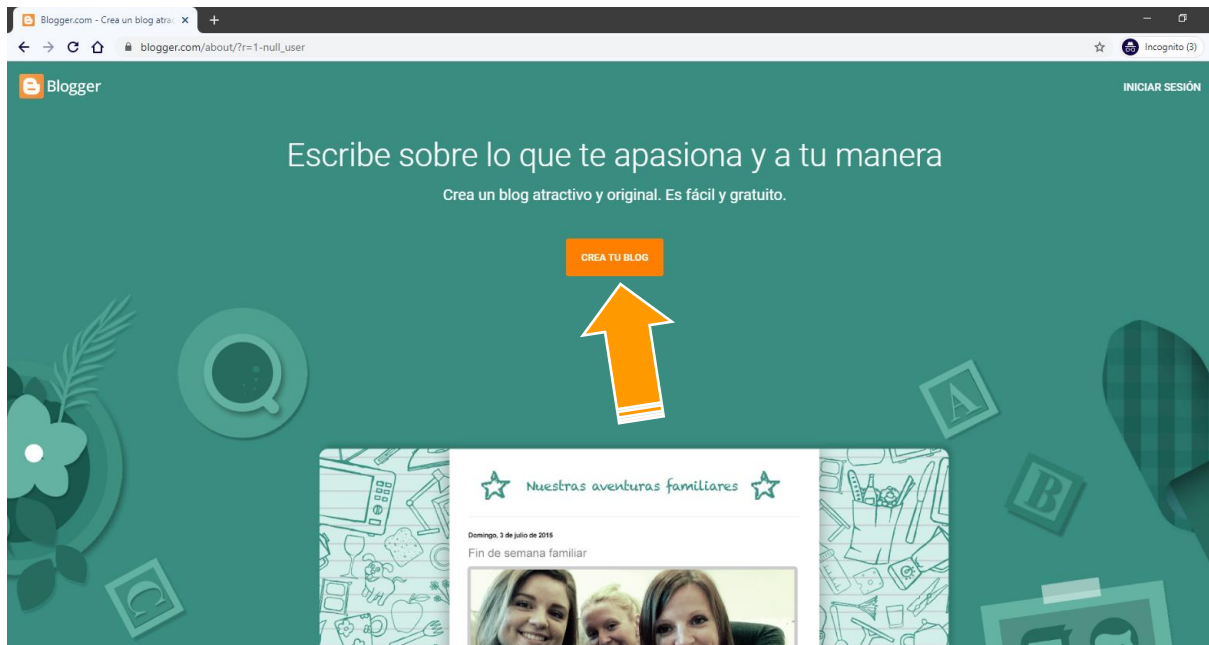 Blogger.com - Crea un blog atrac
blogger.com/about/?r=1-null_user
Incognito (3)
Blogger
INICIAR SESIÓN
Escribe sobre lo que te apasiona y a tu manera
Crea un blog atractivo y original. Es fácil y gratuito.
CREA TU BLOG
A
B
Nuestras aventuras familiares
Domingo, 3 de julio de 2015
Fin de semana familiar